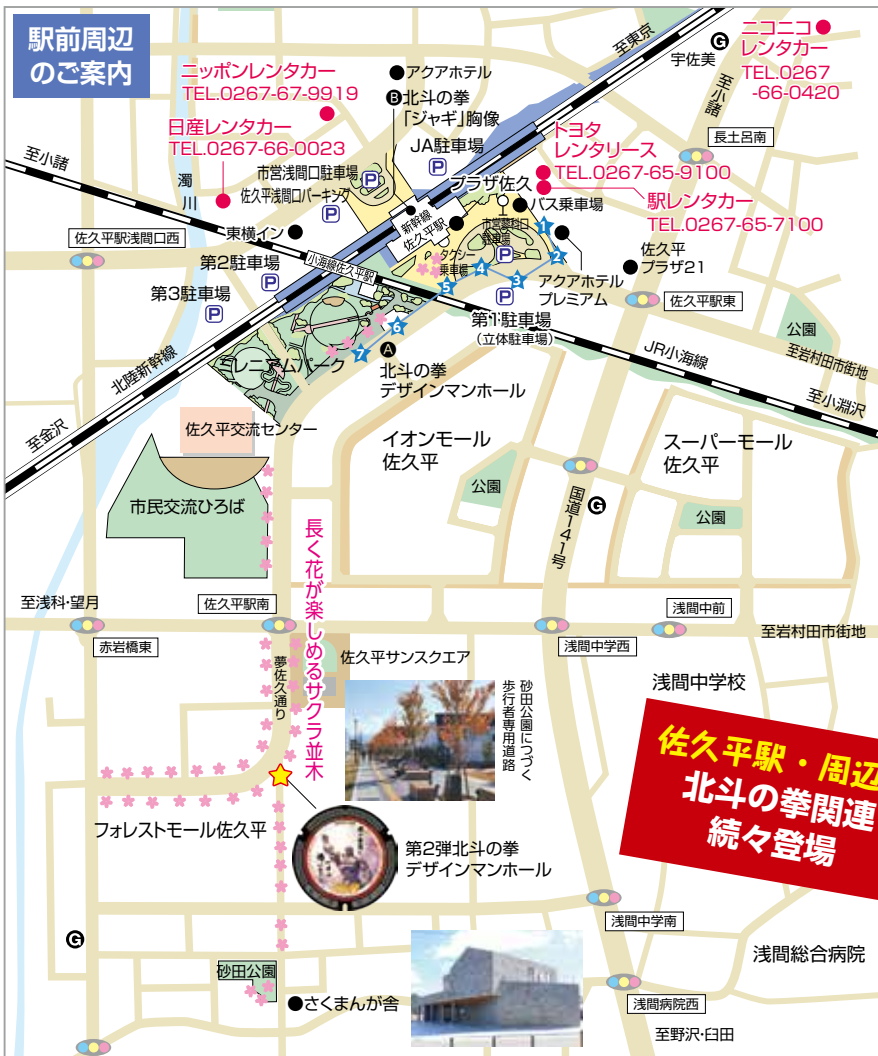 駅前周辺
のご案内
ニッポンレンタカー
TEL.0267-67-9919
日産レンタカー
TEL.0267-66-0023
アクアホテル
B 北斗の拳
「ジャギ」胸像
JA駐車場
P
至東京
G
宇佐美
ニコニコ
レンタカー
TEL.0267
-66-0420
至小諸
長土呂南
トヨタ
レンタリース
TEL.0267-65-9100
駅レンタカー
TEL.0267-65-7100
至小諸
濁川
市営浅間口駐車場
P
佐久平浅間口パーキング
P
プラザ佐久
バス乗車場
市営蓼科口
駐車場
P
新幹線
佐久平駅
東横イン
佐久平駅浅間口西
小海線佐久平駅
タクシー
乗車場
1
2
3
4
5
6
7
アクアホテル
プレミアム
佐久平
プラザ21
佐久平駅東
第2駐車場
P
第3駐車場
P
P
第1駐車場
(立体駐車場)
公園
至岩村田市街地
JR小海線
至小淵沢
北陸新幹線
至金沢
ミレニアムパーク
A
北斗の拳
デザインマンホール
佐久平交流センター
イオンモール
佐久平
スーパーモール
佐久平
公園
公園
国道141号
G
市民交流ひろば
長く花が楽しめるサクラ並木
至浅科・望月
佐久平駅南
赤岩橋東
浅間中前
浅間中学西
至岩村田市街地
夢佐久通り
佐久平サンスクエア
砂田公園につづく
歩行者専用道路
浅間中学校
佐久平駅・周辺
北斗の拳関連
続々登場
フォレストモール佐久平
第2弾北斗の拳
デザインマンホール
浅間中学南
G
浅間総合病院
砂田公園
さくまんが舎
浅間病院西
至野沢・臼田